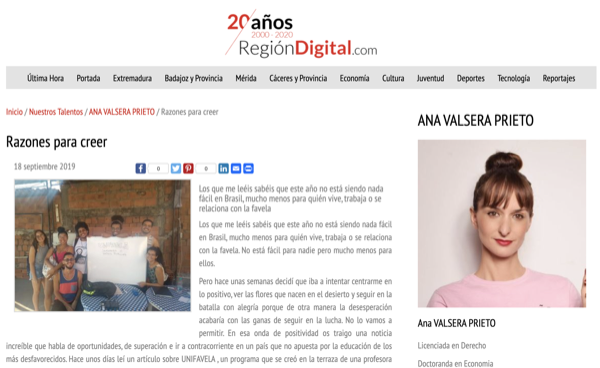 20años
2000 - 2020
RegiónDigital.com
Última Hora Portada Extremadura Badajoz y Provincia Mérida Cáceres y Provincia Economía Cultura Juventud Deportes Tecnología Reportajes
Inicio / Nuestros Talentos / ANA VALSERA PRIETO / Razones para creer
Razones para creer
18 septiembre 2019
0 0
Los que me leéis sabéis que este año no está siendo nada
fácil en Brasil, mucho menos para quién vive, trabaja o se
relaciona con la favela
Los que me leéis sabéis que este año no está siendo nada
fácil en Brasil, mucho menos para quién vive, trabaja o se
relaciona con la favela. No está fácil para nadie pero mucho menos para
ellos.
Pero hace unas semanas decidí que iba a intentar centrarme en
lo positivo, ver las flores que nacen en el desierto y seguir en la
batalla con alegría porque de otra manera la desesperación
acabaría con las ganas de seguir en la lucha. No lo vamos a
permitir. En esa onda de positividad os traigo una noticia
increíble que habla de oportunidades, de superación e ir a contracorriente en un país que no apuesta por la educación de los
más desfavorecidos. Hace unos días leí un artículo sobre UNIFAVELA , un programa que se creó en la terraza de una profesora
ANA VALSERA PRIETO
Ana VALSERA PRIETO
Licenciada en Derecho
Doctoranda en Economia